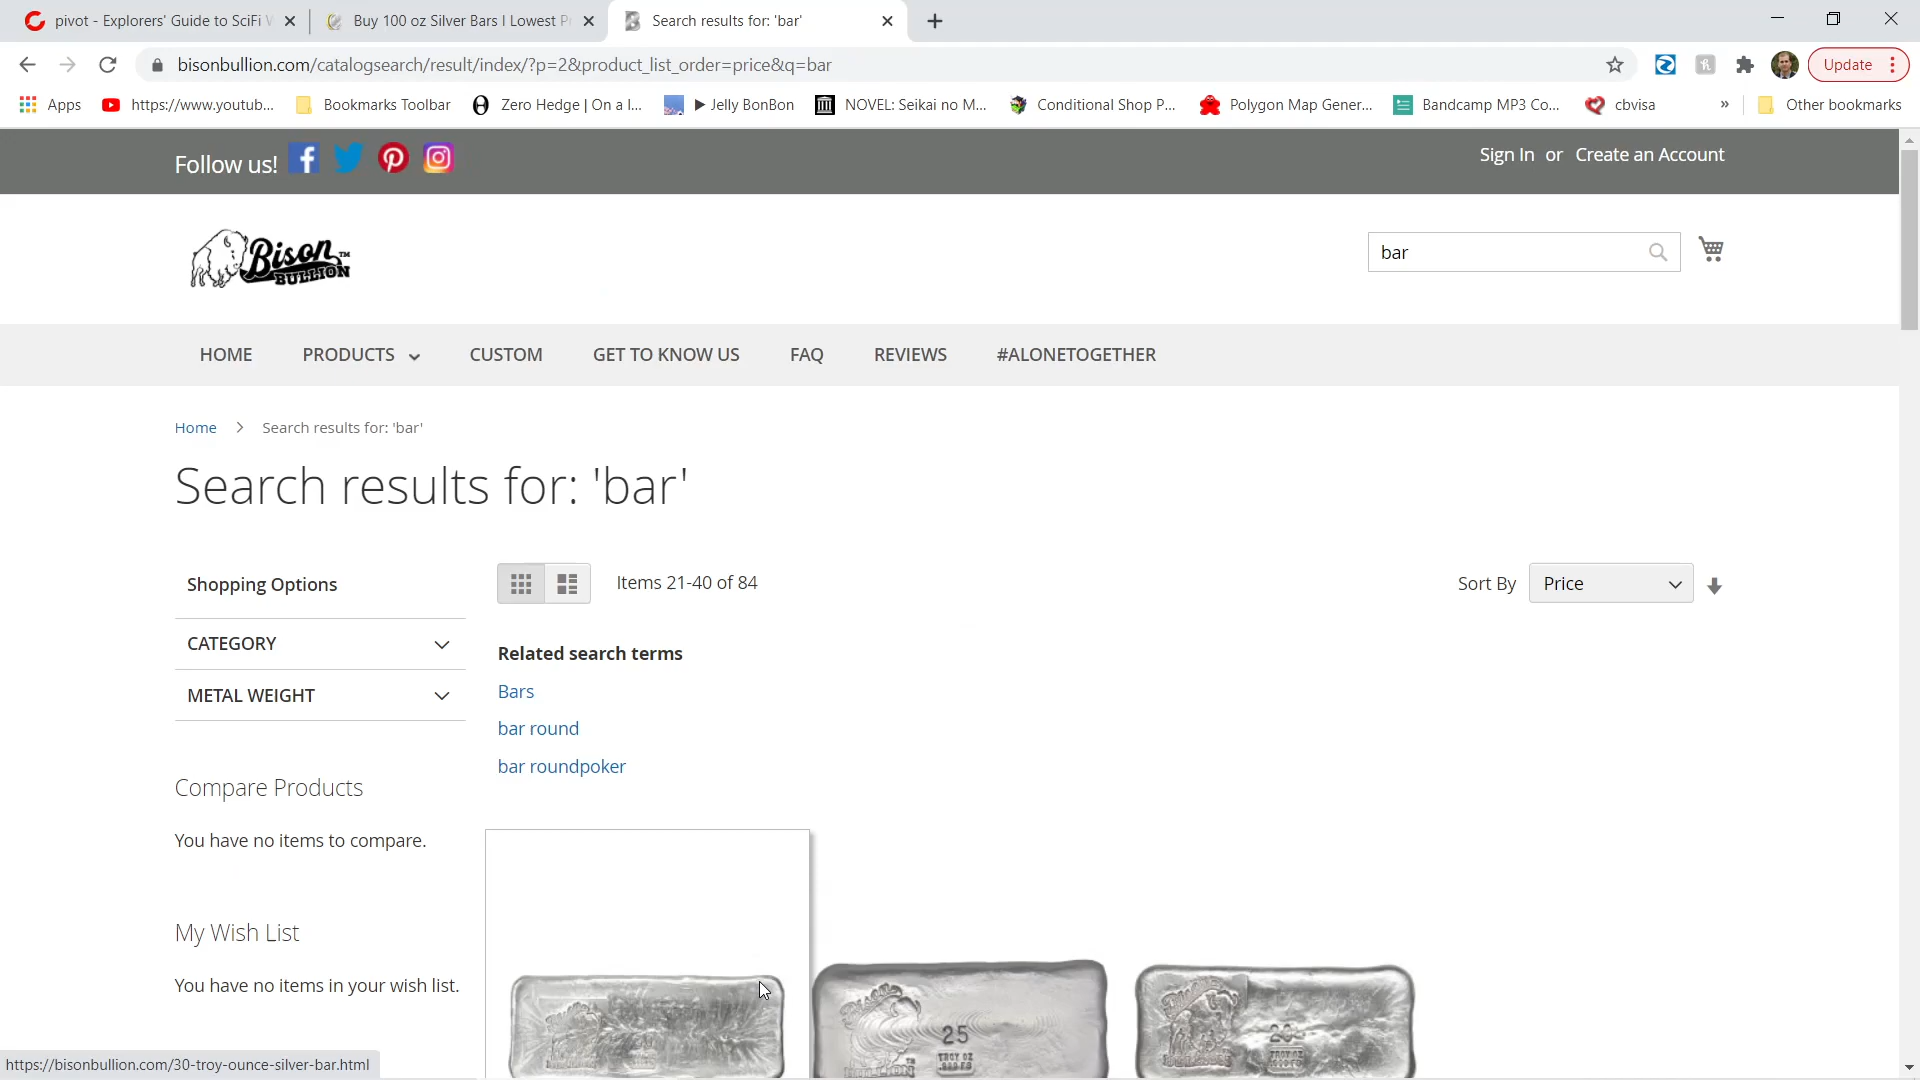 pivot - Explorers' Guide to SciFi W
Buy 100 oz Silver Bars I Lowest Pr
Search results for: 'bar'
bisonbullion.com/catalogsearch/result/index/?p=2&product_list_order=price&q=bar
Update
Apps
https://www.youtub...
Bookmarks Toolbar
Zero Hedge | On a l...
▶ Jelly BonBon
NOVEL: Seikai no M...
Conditional Shop P...
Polygon Map Gener...
Bandcamp MP3 Co...
cbvisa
»
Other bookmarks
Follow us!
Sign In or Create an Account
Bison™
BULLION
bar
HOME PRODUCTS CUSTOM GET TO KNOW US FAQ REVIEWS #ALONETOGETHER
Home > Search results for: 'bar'
Search results for: 'bar'
Shopping Options
Items 21-40 of 84
Sort By Price
CATEGORY
METAL WEIGHT
Related search terms
Bars
bar round
bar roundpoker
Compare Products
You have no items to compare.
My Wish List
You have no items in your wish list.
25
TROY OZ
https://bisonbullion.com/30-troy-ounce-silver-bar.html